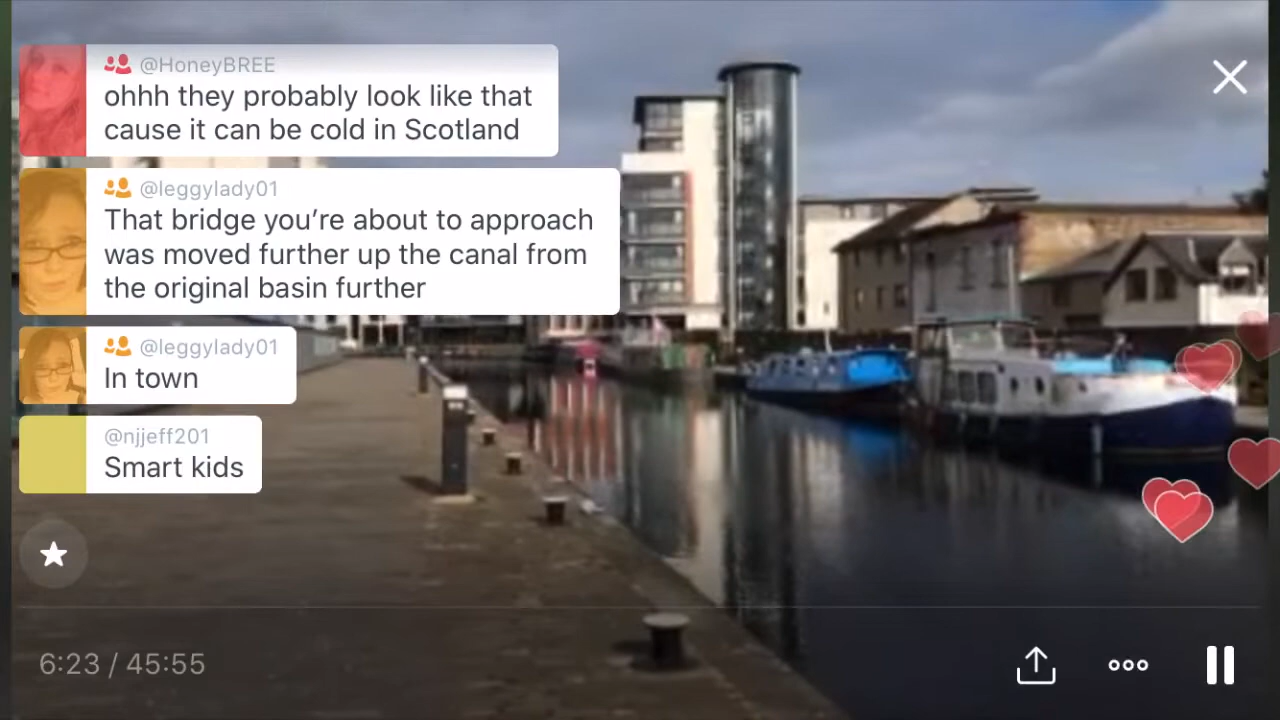 @HoneyBREE
ohhh they probably look like that
cause it can be cold in Scotland
@leggylady01
That bridge you’re about to approach
was moved further up the canal from
the original basin further
@leggylady01
In town
@njjeff201
Smart kids
6:23 / 45:55